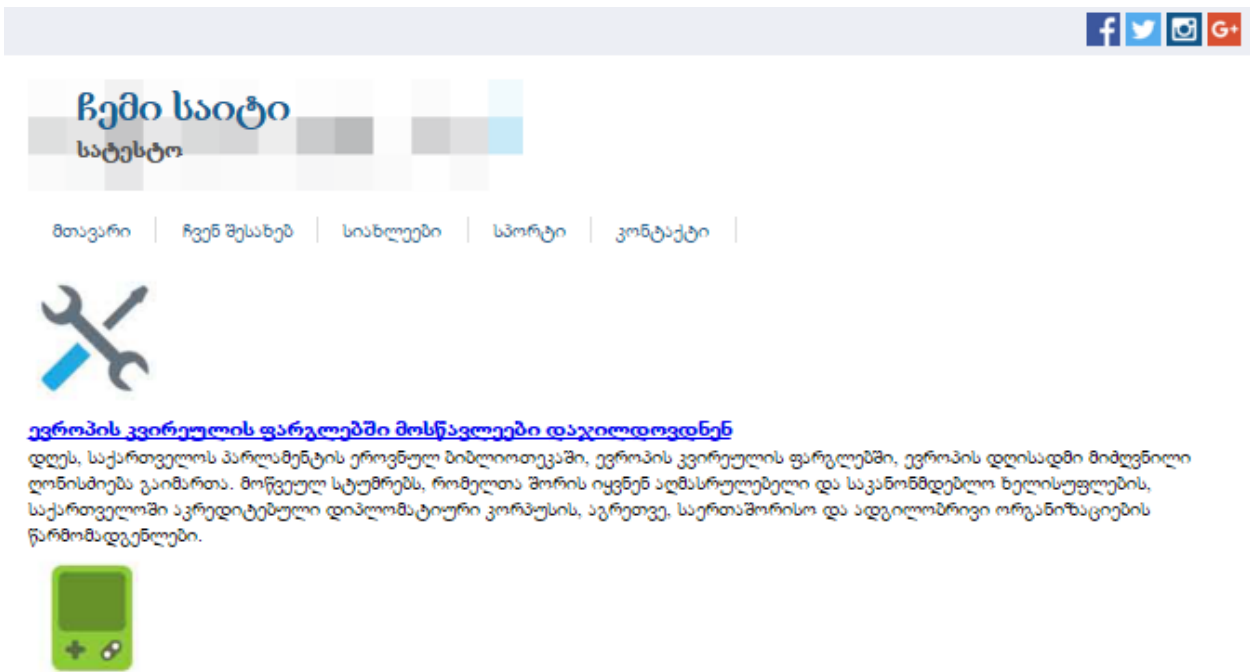 f G+
ჩემი საიტი
სატესტო
მთავარი ჩვენ შესახებ სიახლეები სპორტი კონტაქტი
ევროპის კვირეულის ფარგლებში მოსწავლეები დაჯილდოვდნენ
დღეს, საქართველოს პარლამენტის ეროვნულ ბიბლიოთეკაში, ევროპის კვირეულის ფარგლებში, ევროპის დღისადმი მიძღვნილი
ღონისძიება გაიმართა. მოწვეულ სტუმრებს, რომელთა შორის იყვნენ აღმასრულებელი და საკანონმდებლო ხელისუფლების,
საქართველოში აკრედიტებული დიპლომატიური კორპუსის, აგრეთვე, საერთაშორისო და ადგილობრივი ორგანიზაციების
წარმომადგენლები.